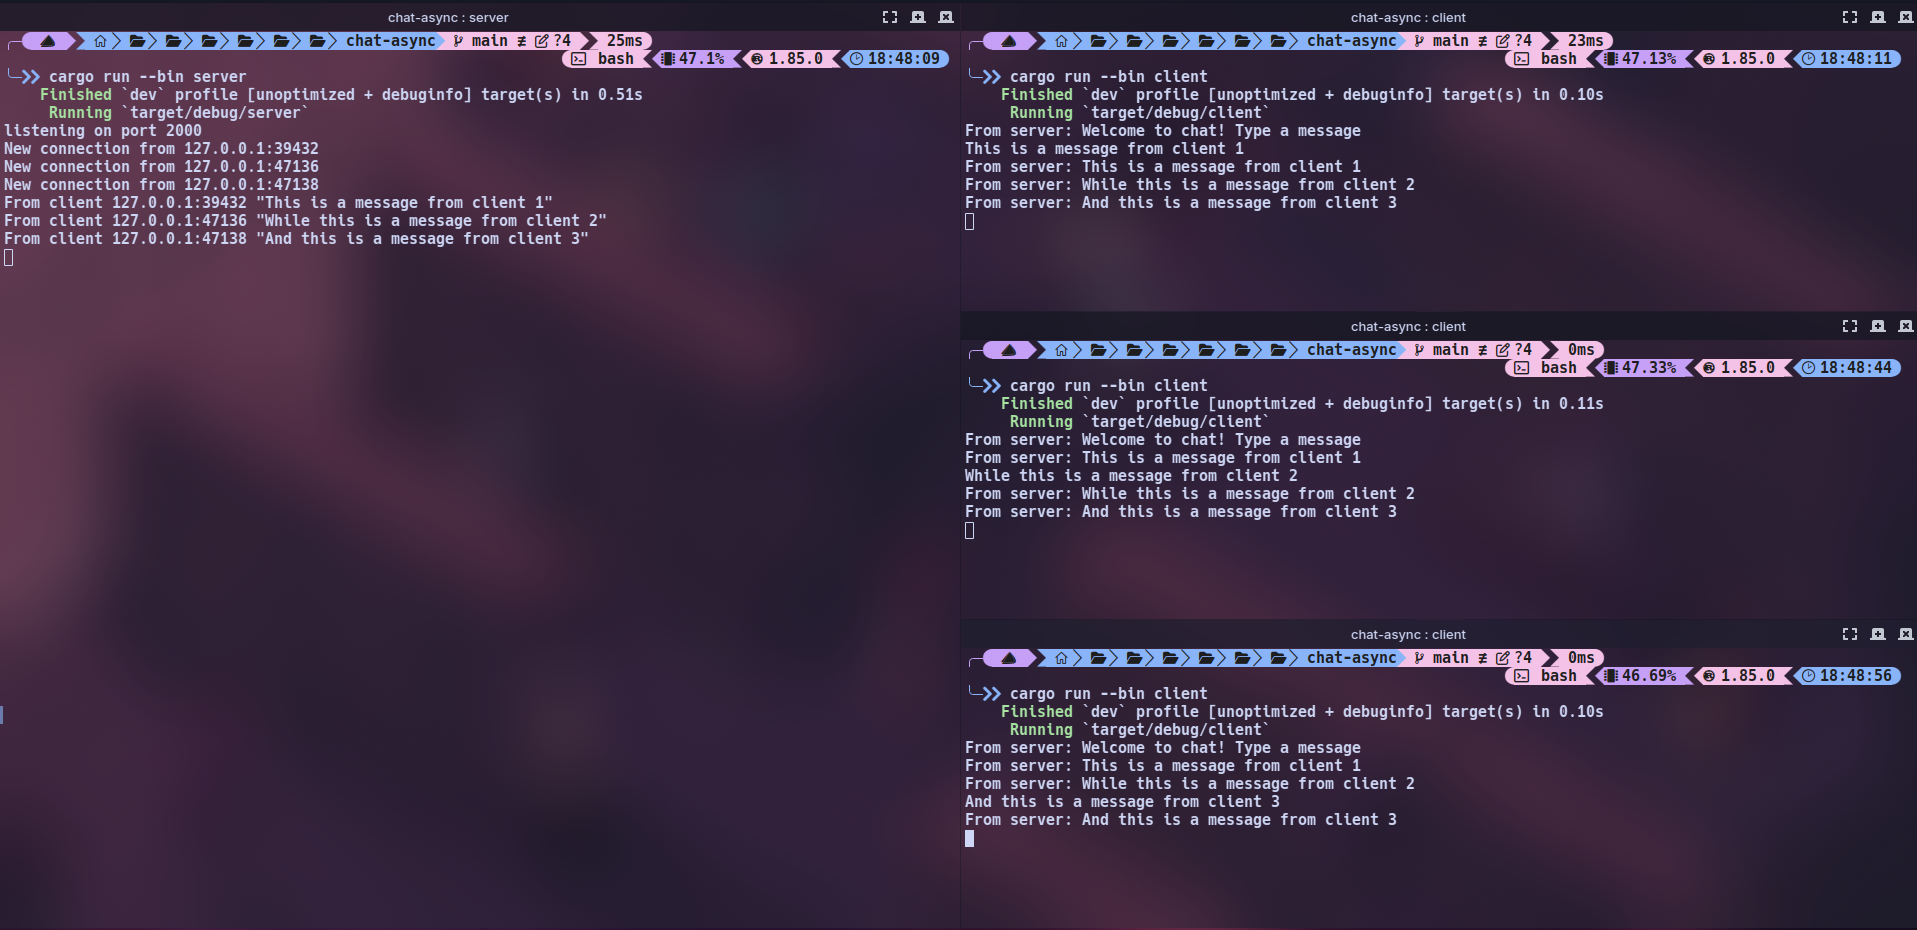 chat-async : server
chat-async main ≢ ?4 25ms
bash 47.1% 1.85.0 18:48:09
cargo run --bin server
Finished `dev` profile [unoptimized + debuginfo] target(s) in 0.51s
Running `target/debug/server`
listening on port 2000
New connection from 127.0.0.1:39432
New connection from 127.0.0.1:47136
New connection from 127.0.0.1:47138
From client 127.0.0.1:39432 "This is a message from client 1"
From client 127.0.0.1:47136 "While this is a message from client 2"
From client 127.0.0.1:47138 "And this is a message from client 3"
chat-async : client
chat-async main ≢ ?4 23ms
bash 47.13% 1.85.0 18:48:11
cargo run --bin client
Finished `dev` profile [unoptimized + debuginfo] target(s) in 0.10s
Running `target/debug/client`
From server: Welcome to chat! Type a message
This is a message from client 1
From server: This is a message from client 1
From server: While this is a message from client 2
From server: And this is a message from client 3
chat-async : client
chat-async main ≢ ?4 0ms
bash 47.33% 1.85.0 18:48:44
cargo run --bin client
Finished `dev` profile [unoptimized + debuginfo] target(s) in 0.11s
Running `target/debug/client`
From server: Welcome to chat! Type a message
From server: This is a message from client 1
While this is a message from client 2
From server: While this is a message from client 2
From server: And this is a message from client 3
chat-async : client
chat-async main ≢ ?4 0ms
bash 46.69% 1.85.0 18:48:56
cargo run --bin client
Finished `dev` profile [unoptimized + debuginfo] target(s) in 0.10s
Running `target/debug/client`
From server: Welcome to chat! Type a message
From server: This is a message from client 1
From server: While this is a message from client 2
And this is a message from client 3
From server: And this is a message from client 3